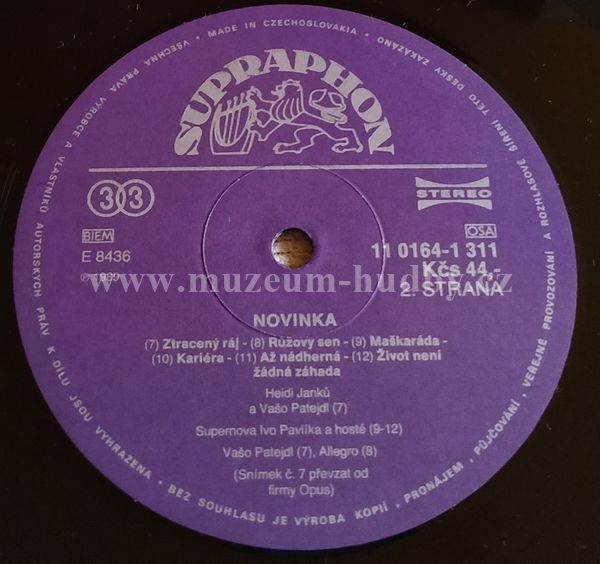 • MADE IN CZECHOSLOVAKIA • VŠECHNA PRÁVA VÝROBCE A VLASTNÍKŮ AUTORSKÝCH PRÁV K DÍLU JSOU VYHRAZENA • BEZ SOUHLASU JE VÝROBA KOPIÍ, PRONÁJEM, PŮJČOVÁNÍ, VEŘEJNÉ PROVOZOVÁNÍ A ROZHLASOVÉ ŠÍŘENÍ TÉTO DESKY ZAKÁZÁNO
SUPRAPHON
33
STEREO
BIEM
OSA
E 8436
11 0164-1 311
℗ 1989
Kčs 44,-
www.muzeum-hudby.cz
2. STRANA
NOVINKA
(7) Ztracený ráj - (8) Růžový sen - (9) Maškaráda -
(10) Kariéra - (11) Až nádherná - (12) Život není
žádná záhada
Heidi Janků
a Vašo Patejdl (7)
Supernova Ivo Pavlíka a hosté (9-12)
Vašo Patejdl (7), Allegro (8)
(Snímek č. 7 převzat od
firmy Opus)